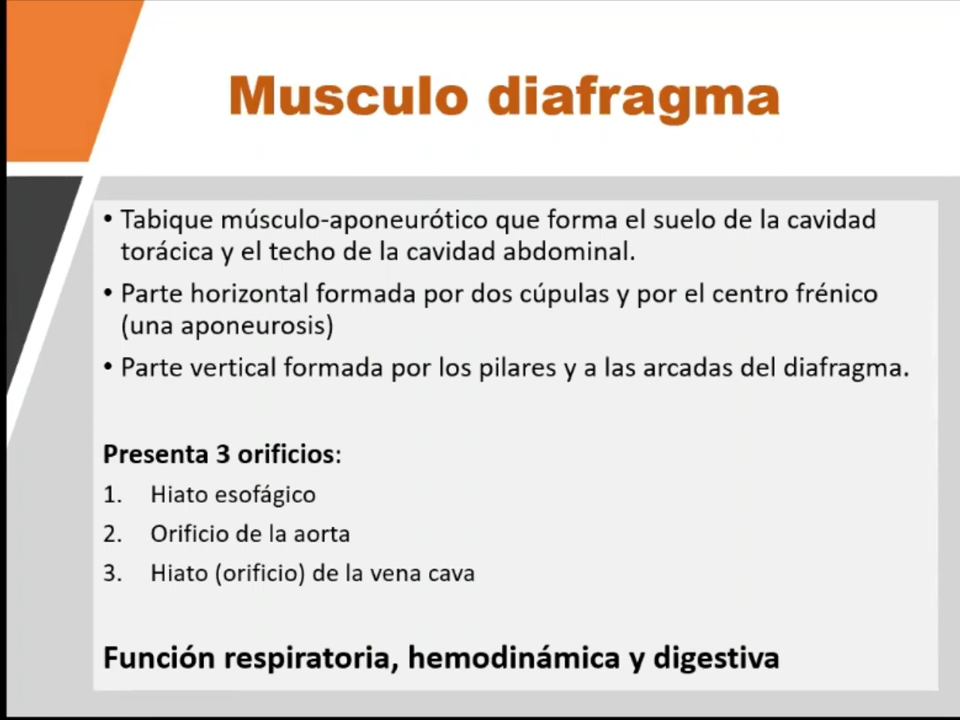 Musculo diafragma
• Tabique músculo-aponeurótico que forma el suelo de la cavidad
torácica y el techo de la cavidad abdominal.
• Parte horizontal formada por dos cúpulas y por el centro frénico
(una aponeurosis)
• Parte vertical formada por los pilares y a las arcadas del diafragma.
Presenta 3 orificios:
1. Hiato esofágico
2. Orificio de la aorta
3. Hiato (orificio) de la vena cava
Función respiratoria, hemodinámica y digestiva